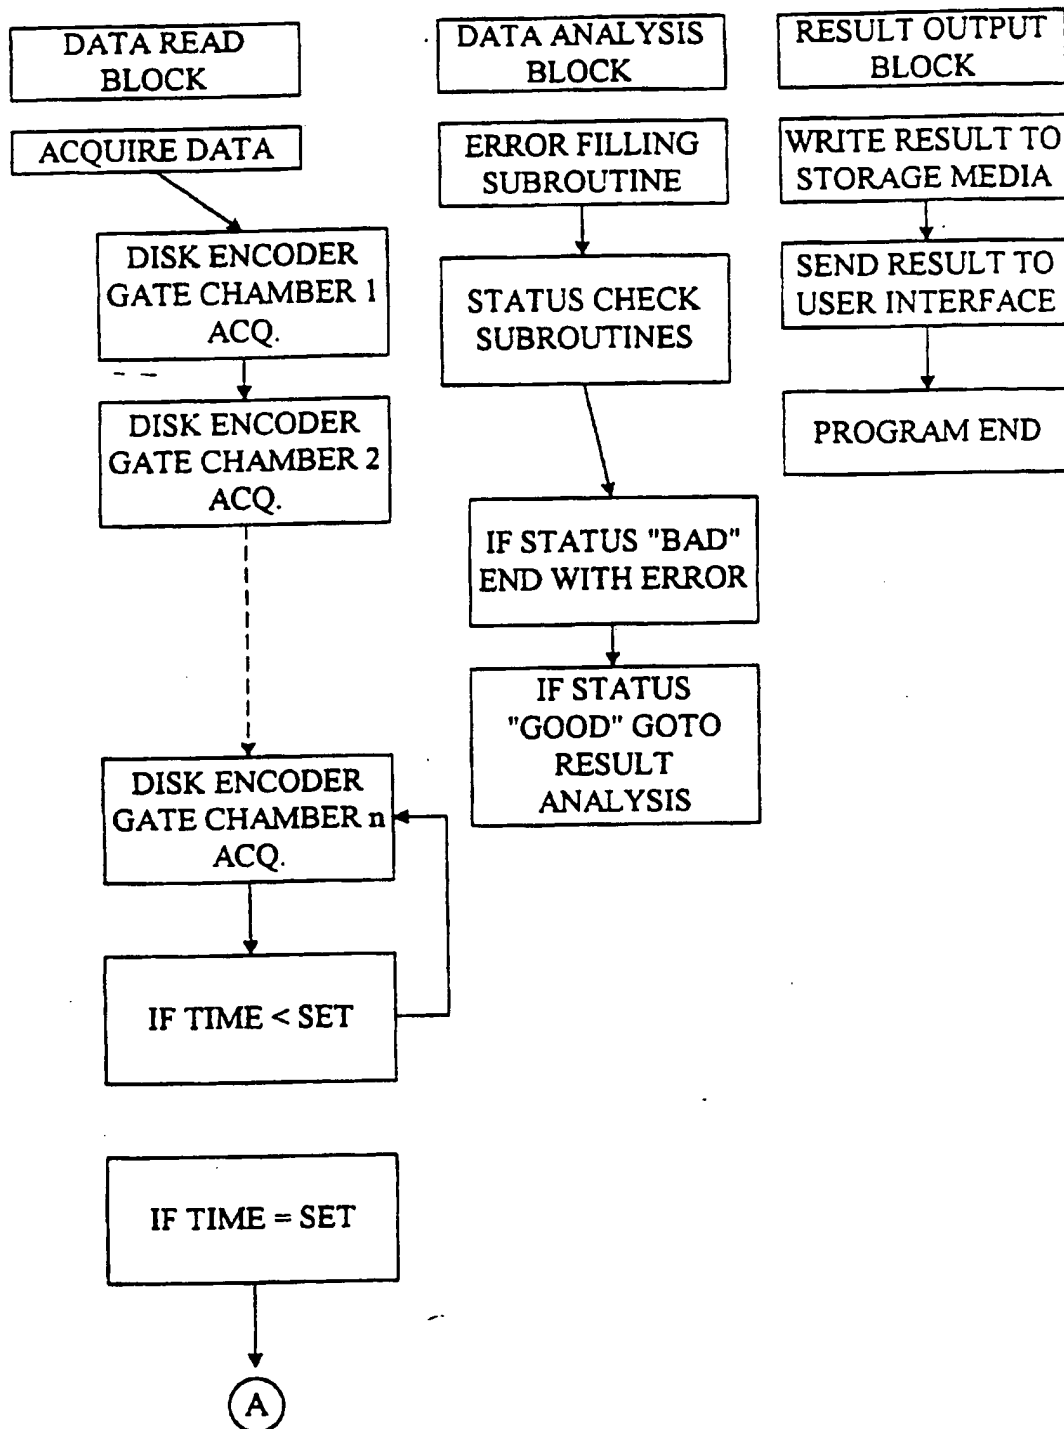 DATA READ
BLOCK
ACQUIRE DATA
DISK ENCODER
GATE CHAMBER 1
ACQ.
DISK ENCODER
GATE CHAMBER 2
ACQ.
DISK ENCODER
GATE CHAMBER n
ACQ.
IF TIME < SET
IF TIME = SET
A
DATA ANALYSIS
BLOCK
ERROR FILLING
SUBROUTINE
STATUS CHECK
SUBROUTINES
IF STATUS "BAD"
END WITH ERROR
IF STATUS
"GOOD" GOTO
RESULT
ANALYSIS
RESULT OUTPUT
BLOCK
WRITE RESULT TO
STORAGE MEDIA
SEND RESULT TO
USER INTERFACE
PROGRAM END